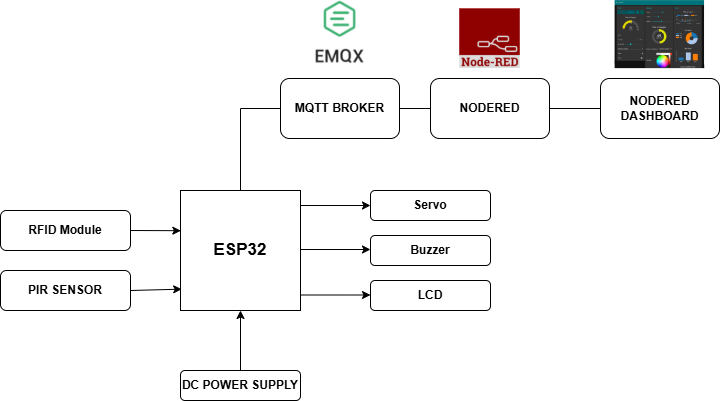 EMQX
Node-RED
MQTT BROKER
NODERED
NODERED
DASHBOARD
RFID Module
PIR SENSOR
ESP32
Servo
Buzzer
LCD
DC POWER SUPPLY